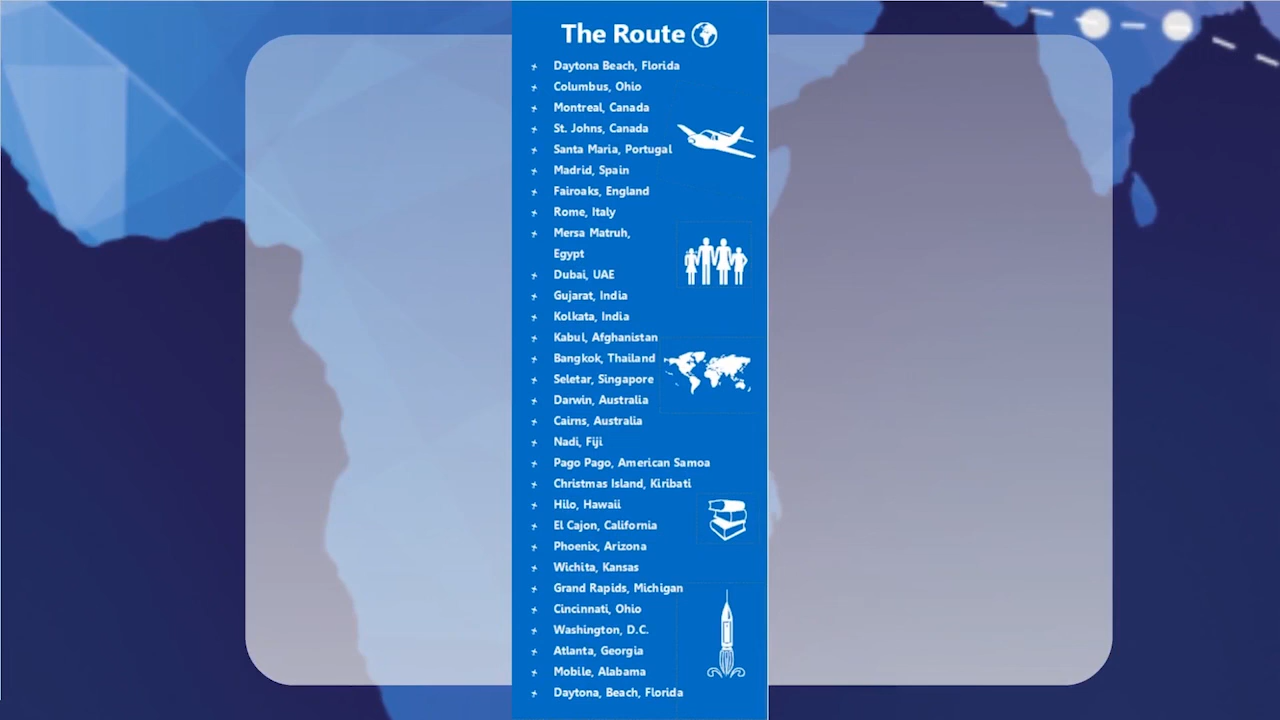 The Route
Daytona Beach, Florida
Columbus, Ohio
Montreal, Canada
St. Johns, Canada
Santa Maria, Portugal
Madrid, Spain
Fairoaks, England
Rome, Italy
Mersa Matruh,
Egypt
Dubai, UAE
Gujarat, India
Kolkata, India
Kabul, Afghanistan
Bangkok, Thailand
Seletar, Singapore
Darwin, Australia
Cairns, Australia
Nadi, Fiji
Pago Pago, American Samoa
Christmas Island, Kiribati
Hilo, Hawaii
El Cajon, California
Phoenix, Arizona
Wichita, Kansas
Grand Rapids, Michigan
Cincinnati, Ohio
Washington, D.C.
Atlanta, Georgia
Mobile, Alabama
Daytona, Beach, Florida